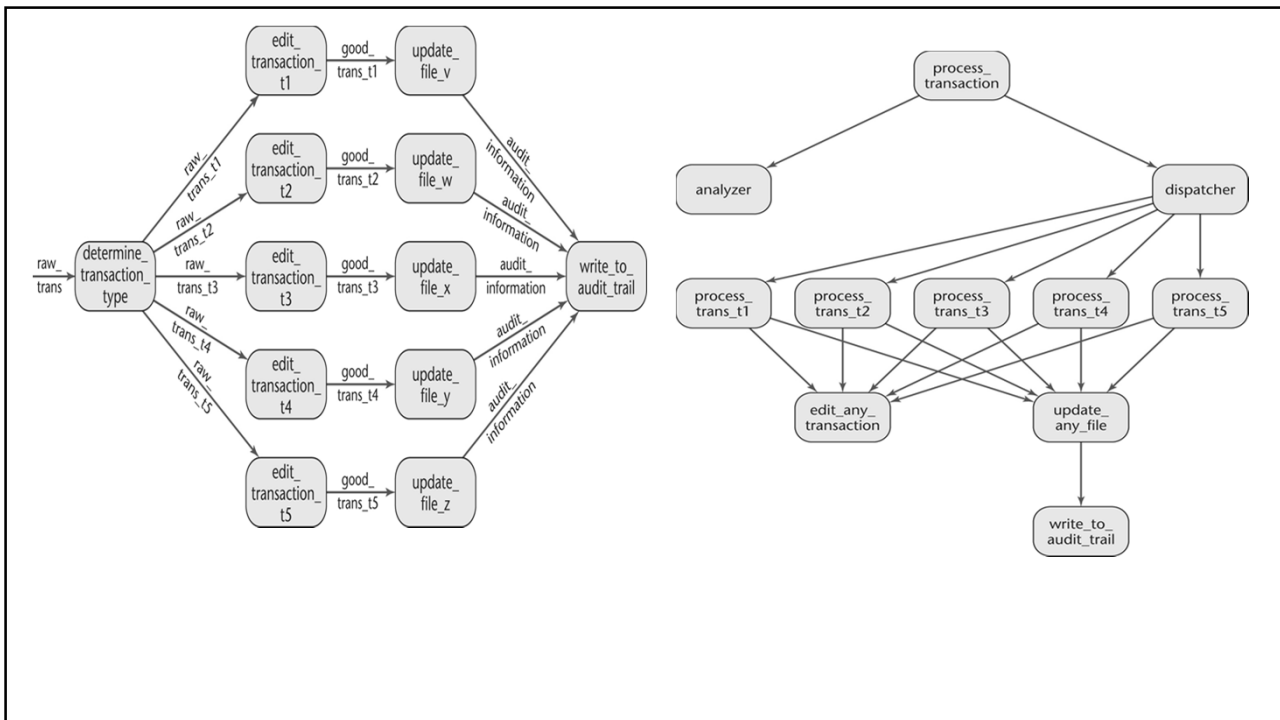 edit_
transaction_
t1
good_
trans_t1
update_
file_v
raw_
trans_t1
audit_
information
edit_
transaction_
t2
good_
trans_t2
update_
file_w
raw_
trans_t2
audit_
information
raw_
trans
determine_
transaction_
type
raw_
trans_t3
edit_
transaction_
t3
good_
trans_t3
update_
file_x
audit_
information
write_to_
audit_trail
raw_
trans_t4
edit_
transaction_
t4
good_
trans_t4
update_
file_y
audit_
information
raw_
trans_t5
edit_
transaction_
t5
good_
trans_t5
update_
file_z
audit_
information
process_
transaction
analyzer
dispatcher
process_
trans_t1
process_
trans_t2
process_
trans_t3
process_
trans_t4
process_
trans_t5
edit_any_
transaction
update_
any_file
write_to_
audit_trail